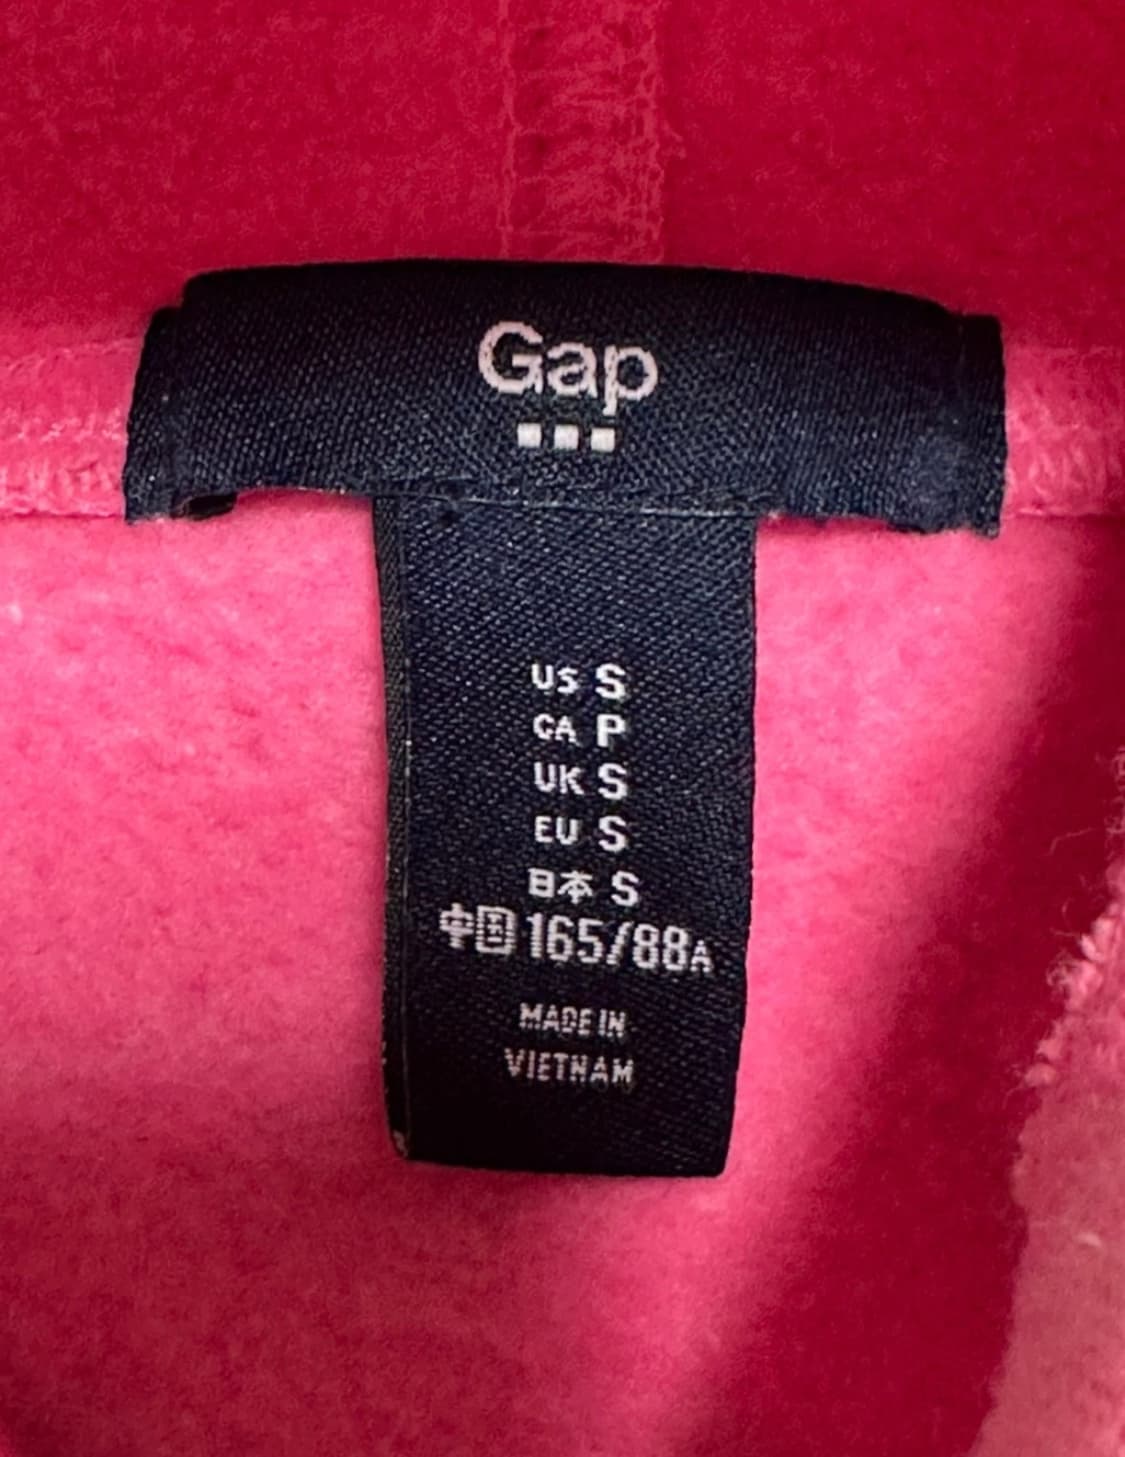 Gap
US S
CA P
UK S
EU S
日本 S
中国 165/88A
MADE IN
VIETNAM